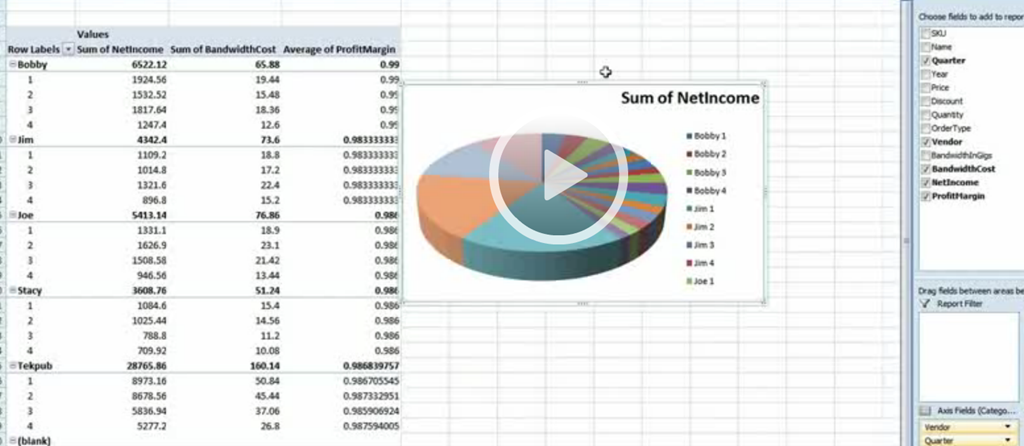 Values
Row Labels Sum of NetIncome Sum of BandwidthCost Average of ProfitMargin
Bobby 6522.12 65.88 0.99
1 1924.56 19.44 0.99
2 1532.52 15.48 0.99
3 1817.64 18.36 0.99
4 1247.4 12.6 0.99
Jim 4342.4 73.6 0.983333333
1 1109.2 18.8 0.983333333
2 1014.8 17.2 0.983333333
3 1321.6 22.4 0.983333333
4 896.8 15.2 0.983333333
Joe 5413.14 76.86 0.986
1 1331.1 18.9 0.986
2 1626.9 23.1 0.986
3 1508.58 21.42 0.986
4 946.56 13.44 0.986
Stacy 3608.76 51.24 0.986
1 1084.6 15.4 0.986
2 1025.44 14.56 0.986
3 788.8 11.2 0.986
4 709.92 10.08 0.986
Tekpub 28765.86 160.14 0.986839757
1 8973.16 50.84 0.986705545
2 8678.56 45.44 0.987332951
3 5836.94 37.06 0.985906924
4 5277.2 26.8 0.987594005
(blank)
Sum of NetIncome
Bobby 1
Bobby 2
Bobby 3
Bobby 4
Jim 1
Jim 2
Jim 3
Jim 4
Joe 1
Choose fields to add to repor
SKU
Name
Quarter
Year
Price
Discount
Quantity
OrderType
Vendor
BandwidthInGigs
BandwidthCost
NetIncome
ProfitMargin
Drag fields between areas be
Report Filter
Axis Fields (Catego...
Vendor
Quarter